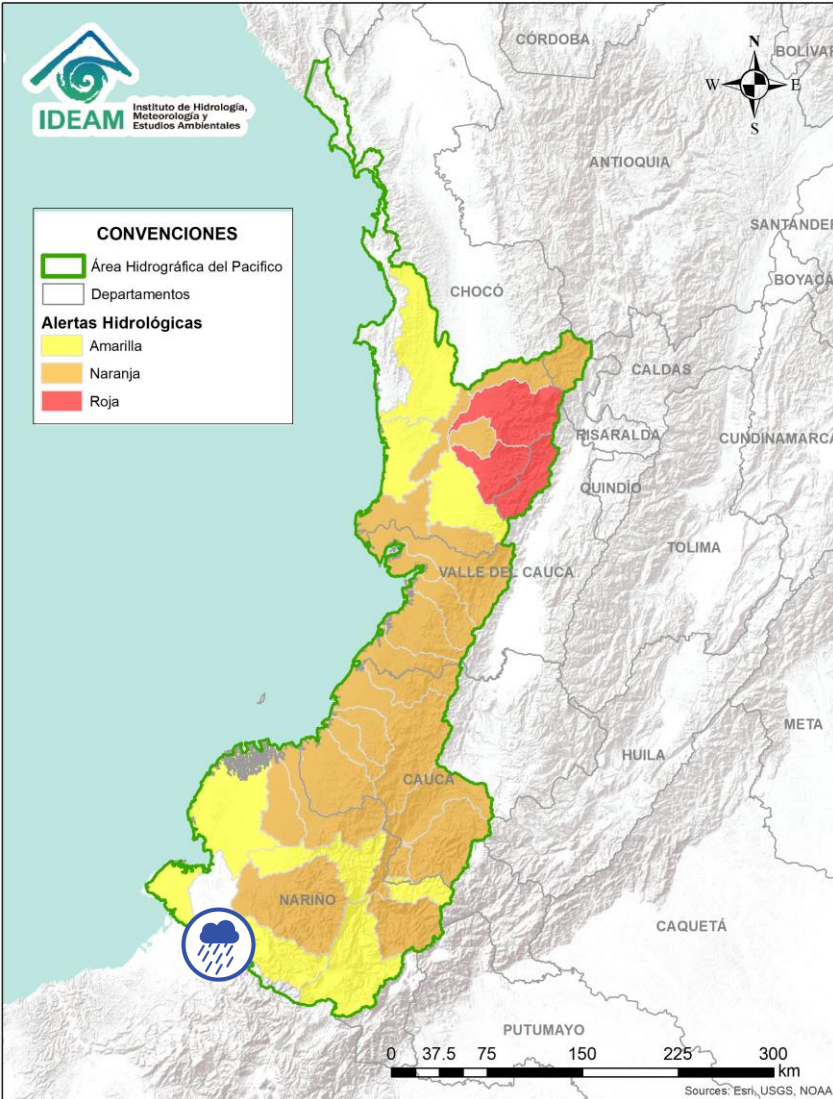 IDEAM
Instituto de Hidrología,
Meteorología y
Estudios Ambientales
CÓRDOBA
BOLÍVAR
N
W
E
S
ANTIOQUIA
SANTANDER
CONVENCIONES
Área Hidrográfica del Pacifico
Departamentos
Alertas Hidrológicas
Amarilla
Naranja
Roja
BOYACÁ
CHOCÓ
CALDAS
RISARALDA
CUNDINAMARCA
QUINDÍO
TOLIMA
VALLE DEL CAUCA
META
HUILA
CAUCA
NARIÑO
CAQUETÁ
PUTUMAYO
0 37.5 75 150 225 300
km
Sources: Esri, USGS, NOAA